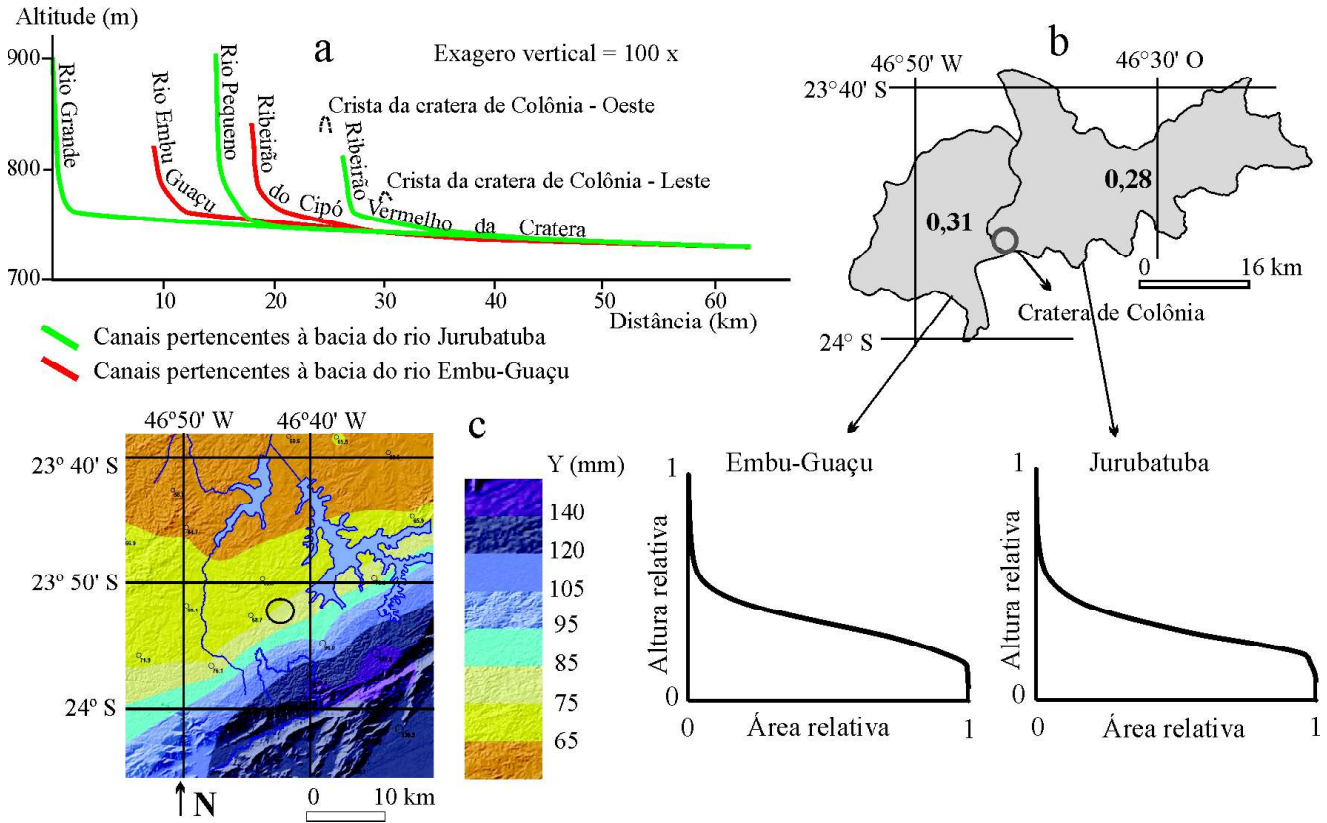 Altitude (m)
a
Exagero vertical = 100 x
900
800
700
Rio Grande
Rio Embu
Guaçu
Rio Pequeno
Ribeirão
do Cipó
Crista da cratera de Colônia - Oeste
Ribeirão
Vermelho da Cratera
Crista da cratera de Colônia - Leste
10
20
30
40
50
60
Distância (km)
Canais pertencentes à bacia do rio Jurubatuba
Canais pertencentes à bacia do rio Embu-Guaçu
b
46° 50' W
46° 30' O
23° 40' S
0,28
0,31
0
16 km
Cratera de Colônia
24° S
c
46° 50' W
46° 40' W
23° 40' S
23° 50' S
24° S
Y (mm)
140
120
105
95
85
75
65
N
0
10 km
Embu-Guaçu
1
Altura relativa
0
0
Área relativa
1
Jurubatuba
1
Altura relativa
0
0
Área relativa
1